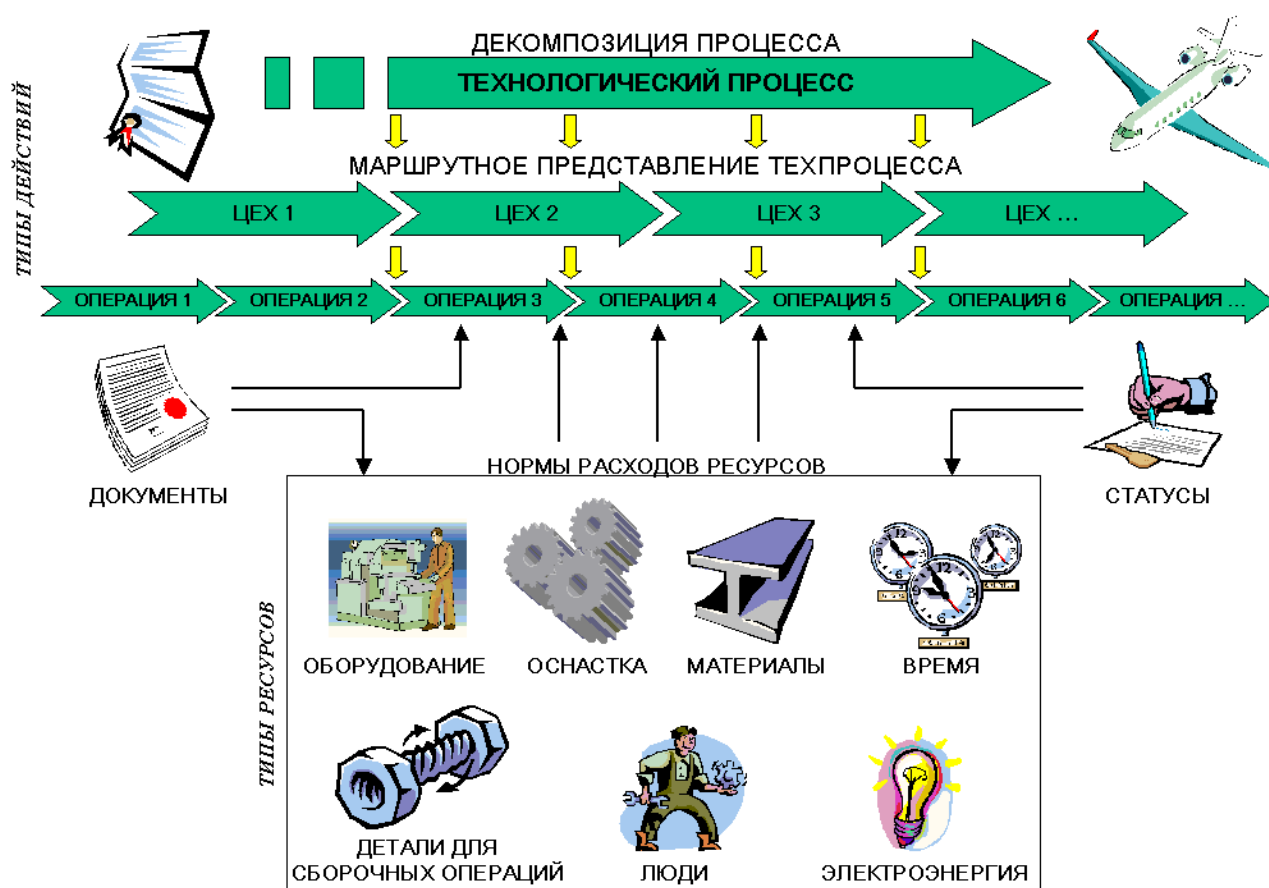 ДЕКОМПОЗИЦИЯ ПРОЦЕССА
ТЕХНОЛОГИЧЕСКИЙ ПРОЦЕСС
МАРШРУТНОЕ ПРЕДСТАВЛЕНИЕ ТЕХПРОЦЕССА
ТИПЫ ДЕЙСТВИЙ
ЦЕХ 1
ЦЕХ 2
ЦЕХ 3
ЦЕХ ...
ОПЕРАЦИЯ 1
ОПЕРАЦИЯ 2
ОПЕРАЦИЯ 3
ОПЕРАЦИЯ 4
ОПЕРАЦИЯ 5
ОПЕРАЦИЯ 6
ОПЕРАЦИЯ ...
ДОКУМЕНТЫ
НОРМЫ РАСХОДОВ РЕСУРСОВ
СТАТУСЫ
ТИПЫ РЕСУРСОВ
ОБОРУДОВАНИЕ
ОСНАСТКА
МАТЕРИАЛЫ
ВРЕМЯ
ДЕТАЛИ ДЛЯ
СБОРОЧНЫХ ОПЕРАЦИЙ
ЛЮДИ
ЭЛЕКТРОЭНЕРГИЯ